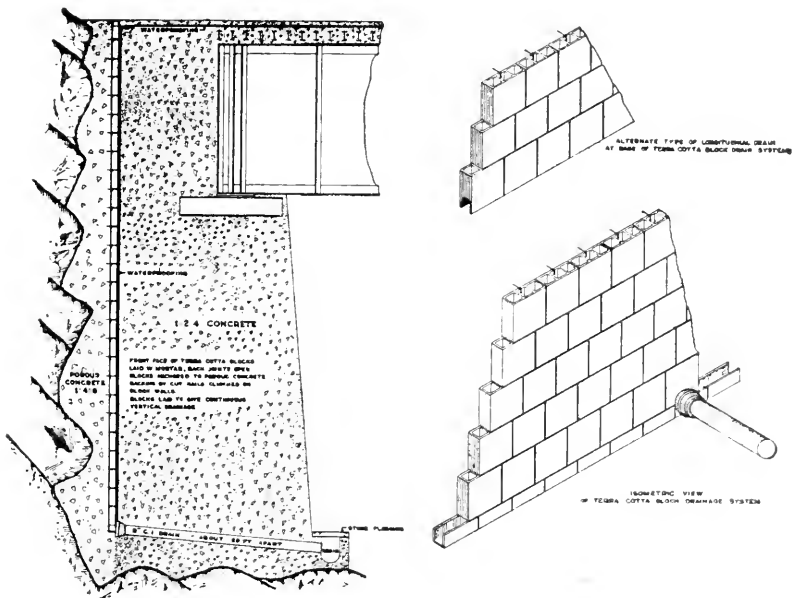 WATERPROOFING
WATERPROOFING
1·2·4 CONCRETE
FRONT FACE OF TERRA COTTA BLOCKS
LAID IN MORTAR, BACK JOINTS OPEN
BLOCKS ANCHORED TO POROUS CONCRETE
BACKING BY CUT NAILS CLINCHED ON
BLOCK WALLS
BLOCKS LAID TO GIVE CONTINUOUS
VERTICAL DRAINAGE
POROUS
CONCRETE
1·4·8
C·I DRAIN ABOUT 20 FT APART
STONE FLUSHING
ALTERNATE TYPE OF LONGITUDINAL DRAIN
AT BASE OF TERRA COTTA BLOCK DRAIN SYSTEM
ISOMETRIC VIEW
OF TERRA COTTA BLOCK DRAINAGE SYSTEM